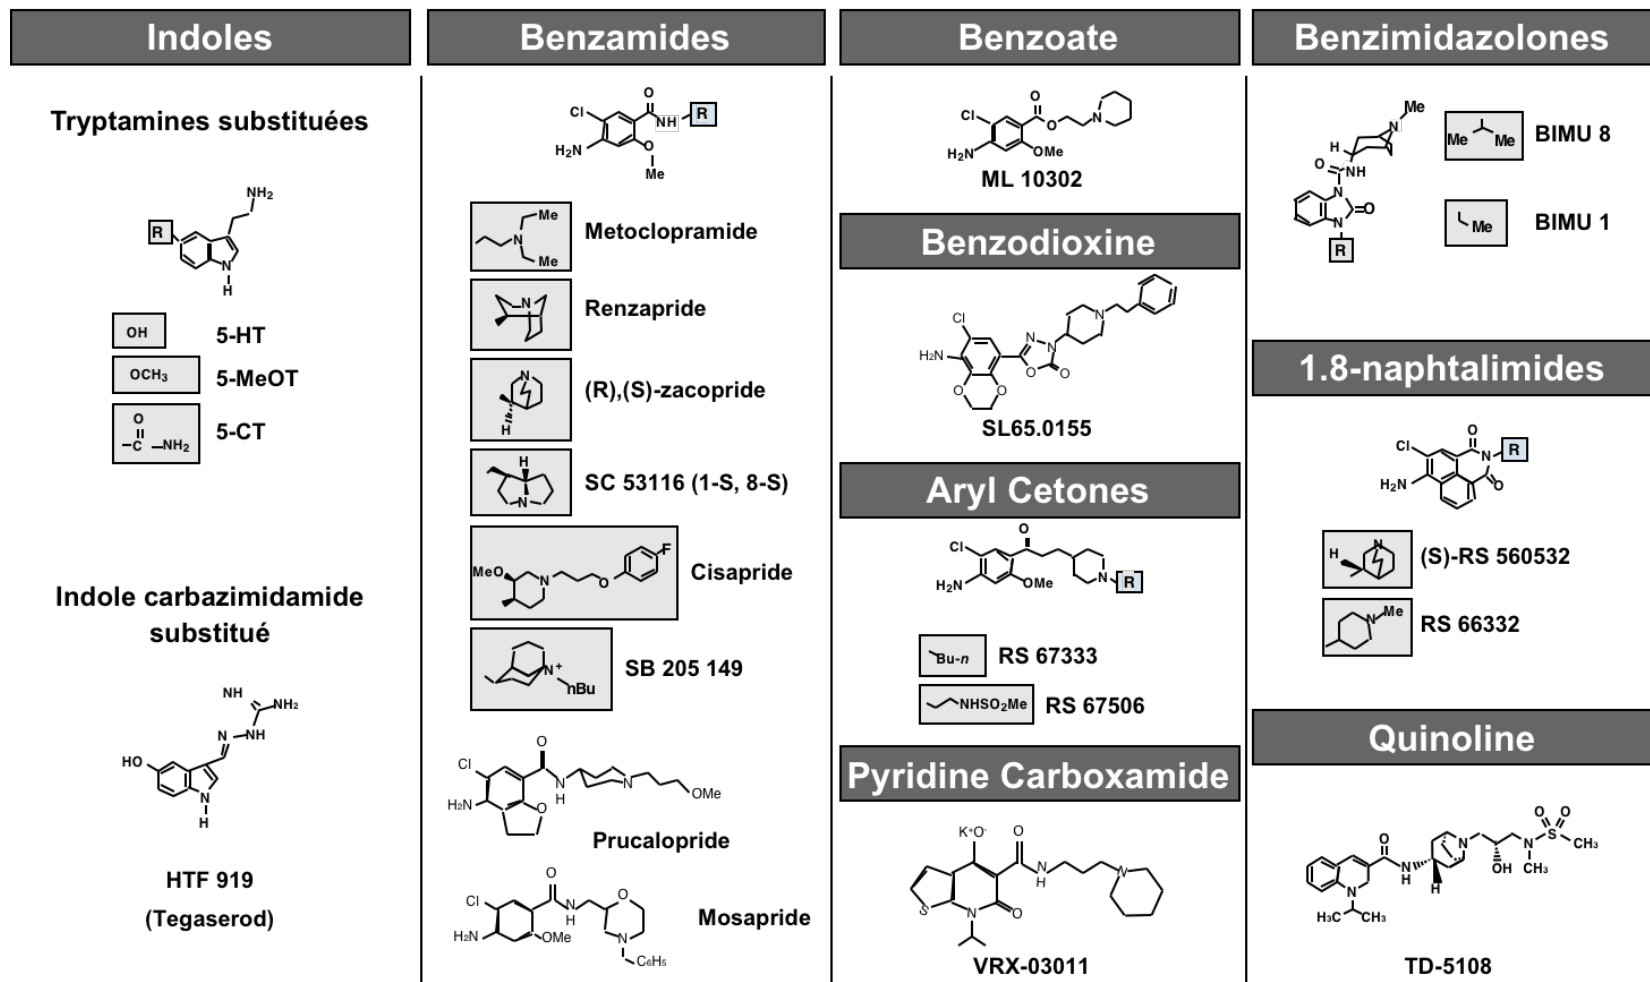 Indoles
Tryptamines substituées
NH2
R
N
H
OH
5-HT
OCH3
5-MeOT
O
C
NH2
5-CT
Indole carbazimidamide
substitué
NH
NH2
N
NH
HO
N
H
HTF 919
(Tegaserod)
Benzamides
O
Cl
NH
R
H2N
O
Me
Me
N
Me
Metoclopramide
N
Renzapride
N
H
(R),(S)-zacopride
H
N
SC 53116 (1-S, 8-S)
MeO
N
O
F
Cisapride
N+
nBu
SB 205 149
O
Cl
N
H
N
OMe
H2N
O
Prucalopride
O
Cl
N
H
O
H2N
OMe
N
C6H5
Mosapride
Benzoate
O
Cl
O
N
H2N
OMe
ML 10302
Benzodioxine
Cl
N
H2N
N
N
O
O
O
O
SL65.0155
Aryl Cetones
O
Cl
H2N
OMe
N
R
Bu-n
RS 67333
NHSO2Me
RS 67506
Pyridine Carboxamide
K+O-
O
N
H
N
S
N
O
VRX-03011
Benzimidazolones
Me
N
H
O
NH
N
O
N
R
Me
Me
BIMU 8
Me
BIMU 1
1.8-naphtalimides
O
Cl
N
R
H2N
O
N
H
(S)-RS 560532
N
Me
RS 66332
Quinoline
O
O
O
S
CH3
N
N
CH3
OH
NH
H
N
H3C
CH3
TD-5108